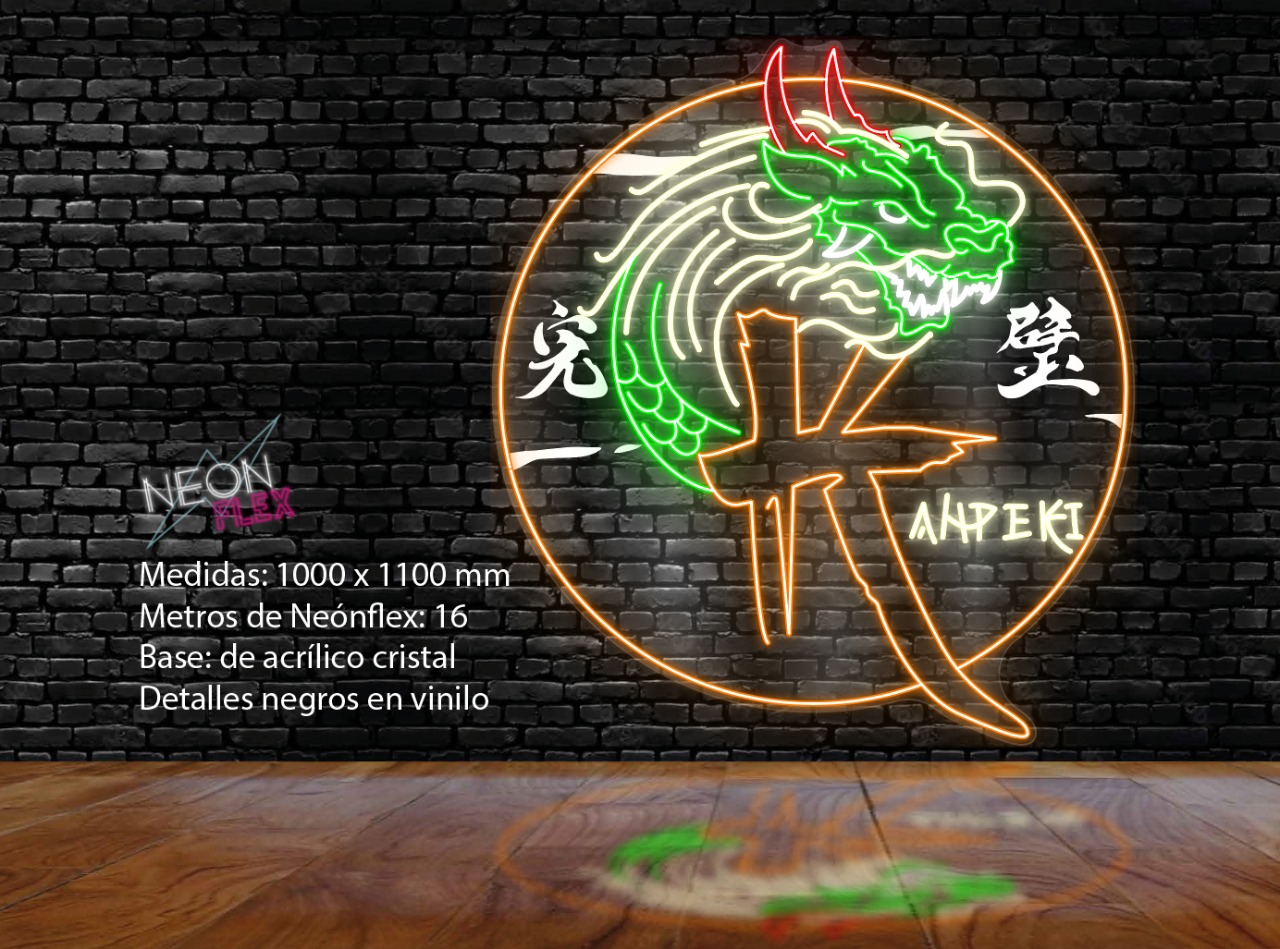 完 璧
K
ANPEKI
NEON
FLEX
Medidas: 1000 x 1100 mm
Metros de Neónflex: 16
Base: de acrílico cristal
Detalles negros en vinilo